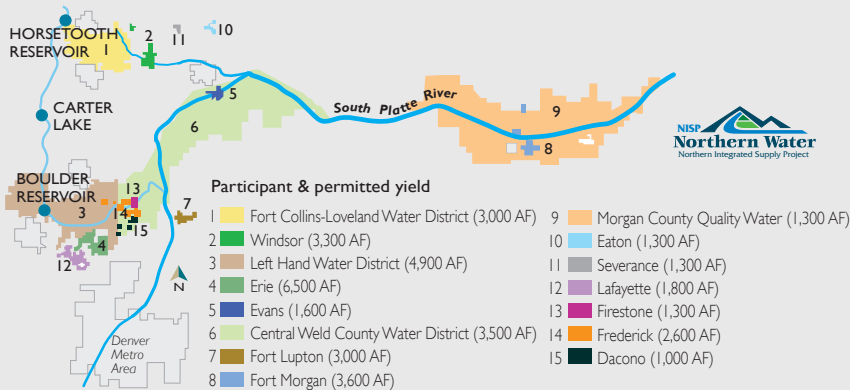 HORSETOOTH
RESERVOIR
1
2
11
10
CARTER
LAKE
5
6
South Platte River
9
8
NISP
Northern Water
Northern Integrated Supply Project
BOULDER
RESERVOIR
3
13
14
15
4
12
7
N
Denver
Metro
Area
Participant & permitted yield
1 Fort Collins-Loveland Water District (3,000 AF)
2 Windsor (3,300 AF)
3 Left Hand Water District (4,900 AF)
4 Erie (6,500 AF)
5 Evans (1,600 AF)
6 Central Weld County Water District (3,500 AF)
7 Fort Lupton (3,000 AF)
8 Fort Morgan (3,600 AF)
9 Morgan County Quality Water (1,300 AF)
10 Eaton (1,300 AF)
11 Severance (1,300 AF)
12 Lafayette (1,800 AF)
13 Firestone (1,300 AF)
14 Frederick (2,600 AF)
15 Dacono (1,000 AF)